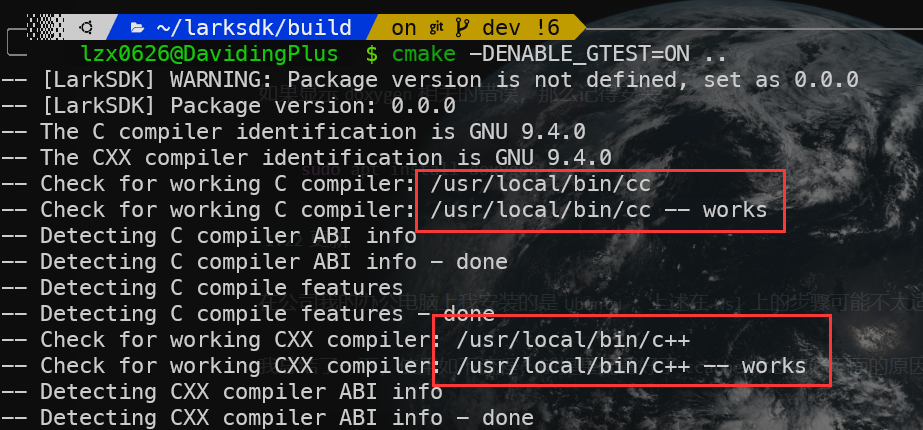 ~/larksdk/build on git dev !6
lzx0626@DavidingPlus $ cmake -DENABLE_GTEST=ON ..
-- [LarkSDK] WARNING: Package version is not defined, set as 0.0.0
-- [LarkSDK] Package version: 0.0.0
-- The C compiler identification is GNU 9.4.0
-- The CXX compiler identification is GNU 9.4.0
-- Check for working C compiler: /usr/local/bin/cc
-- Check for working C compiler: /usr/local/bin/cc -- works
-- Detecting C compiler ABI info
-- Detecting C compiler ABI info - done
-- Detecting C compile features
-- Detecting C compile features - done
-- Check for working CXX compiler: /usr/local/bin/c++
-- Check for working CXX compiler: /usr/local/bin/c++ -- works
-- Detecting CXX compiler ABI info
-- Detecting CXX compiler ABI info - done